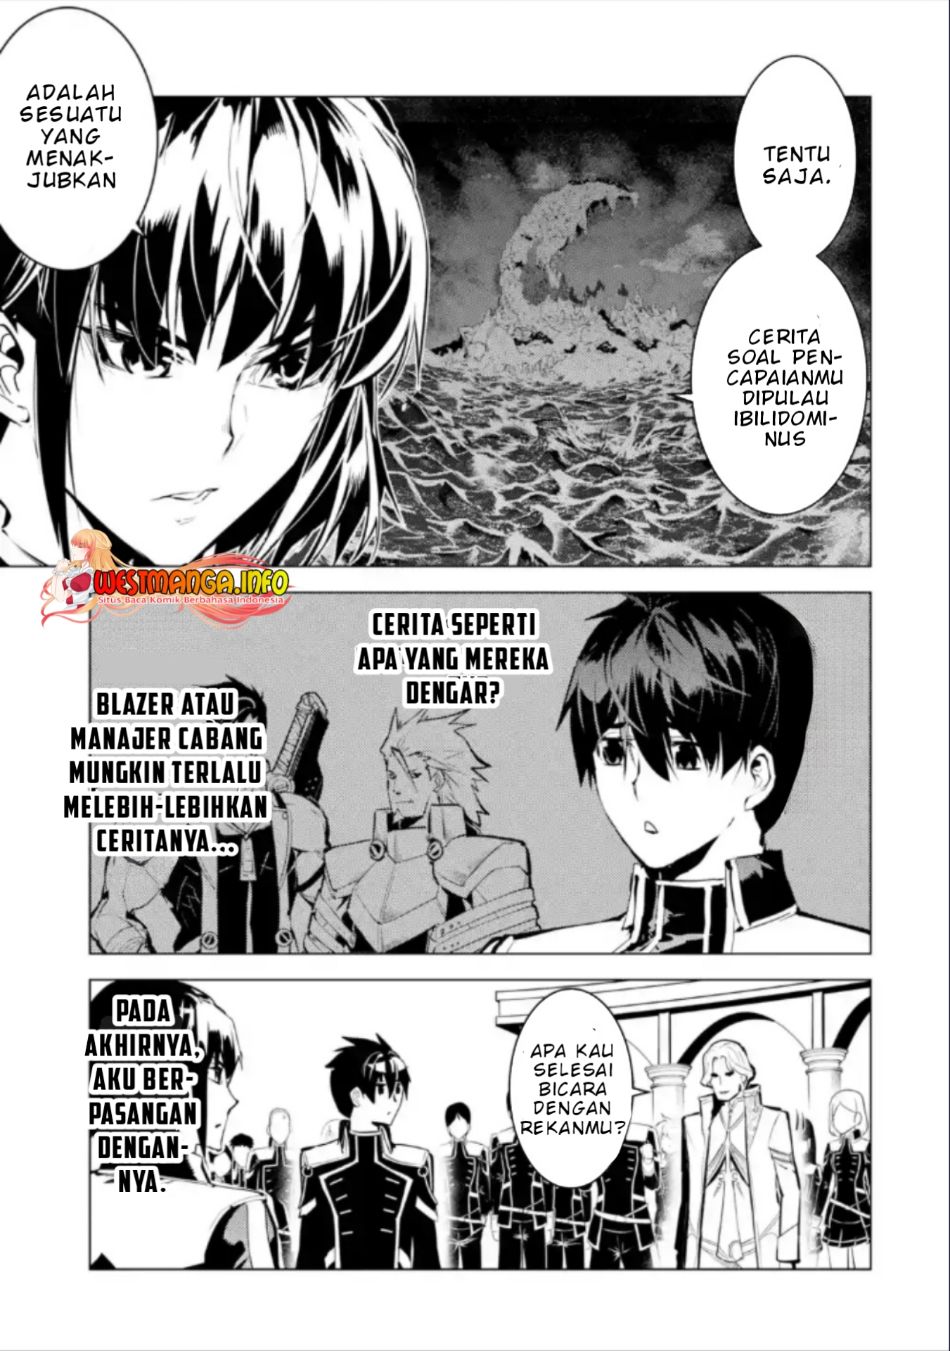 TENTU
SAJA.
CERITA
SOAL PEN-
CAPAIANMU
DIPULAU
IBILIDOMI-
NUS
ADALAH
SESUATU
YANG
MENAK-
JUBKAN
WESTMANGA.INFO
Situs Baca Komik Berbahasa Indonesia
CERITA SEPERTI
APA YANG MEREKA
DENGAR?
BLAZER ATAU
MANAJER CABANG
MUNGKIN TERLALU
MELEBIH-LEBIHKAN
CERITANYA...
APA KAU
SELESAI
BICARA
DENGAN
REKANMU?
PADA
AKHIRNYA,
AKU BER-
PASANGAN
DENGAN-
NYA.